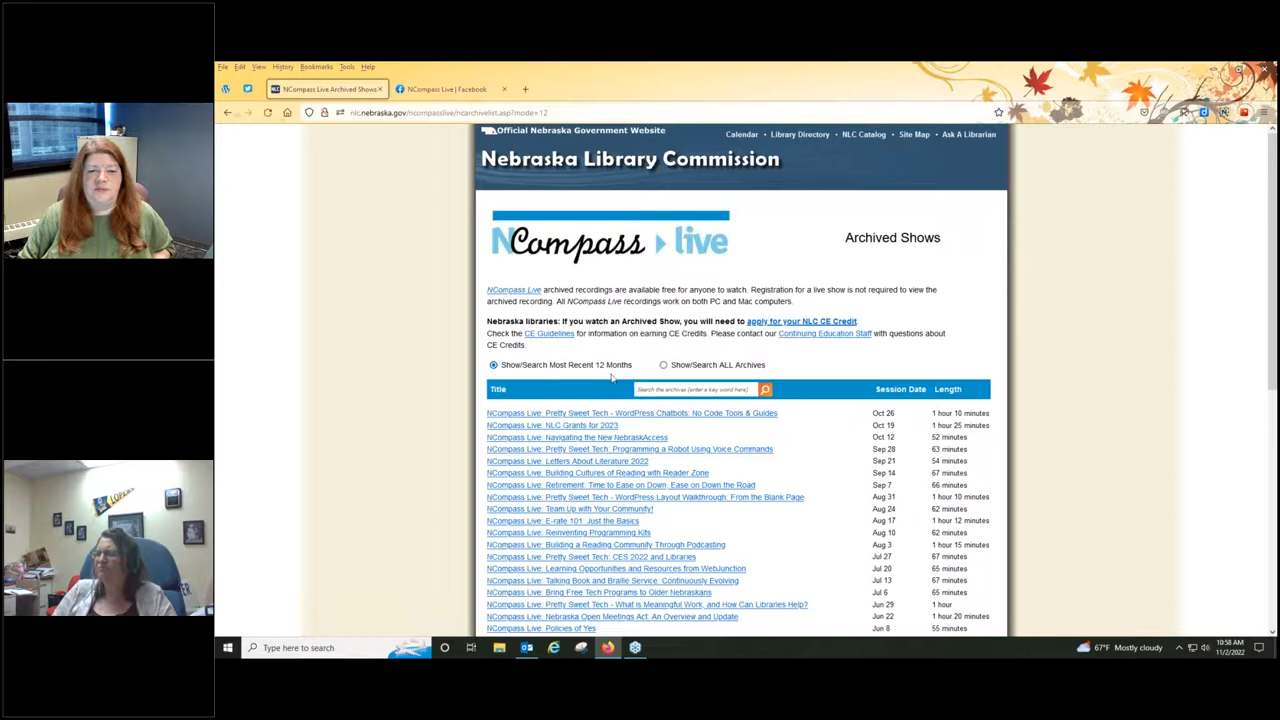 LOPERS
File Edit View History Bookmarks Tools Help
NLC NCompass Live Archived Shows × NCompass Live | Facebook × +
nlc.nebraska.gov/ncompasslive/ncarchivelist.asp?mode=12
Official Nebraska Government Website
Calendar • Library Directory • NLC Catalog • Site Map • Ask A Librarian
Nebraska Library Commission
NCompass live
Archived Shows
NCompass Live archived recordings are available free for anyone to watch. Registration for a live show is not required to view the
archived recording. All NCompass Live recordings work on both PC and Mac computers.
Nebraska libraries: If you watch an Archived Show, you will need to apply for your NLC CE Credit.
Check the CE Guidelines for information on earning CE Credits. Please contact our Continuing Education Staff with questions about
CE Credits.
Show/Search Most Recent 12 Months Show/Search ALL Archives
Title Search the archives (enter a key word here) Session Date Length
NCompass Live: Pretty Sweet Tech - WordPress Chatbots: No Code Tools & Guides Oct 26 1 hour 10 minutes
NCompass Live: NLC Grants for 2023 Oct 19 1 hour 25 minutes
NCompass Live: Navigating the New NebraskAccess Oct 12 52 minutes
NCompass Live: Pretty Sweet Tech: Programming a Robot Using Voice Commands Sep 28 63 minutes
NCompass Live: Letters About Literature 2022 Sep 21 54 minutes
NCompass Live: Building Cultures of Reading with Reader Zone Sep 14 67 minutes
NCompass Live: Retirement: Time to Ease on Down, Ease on Down the Road Sep 7 66 minutes
NCompass Live: Pretty Sweet Tech - WordPress Layout Walkthrough: From the Blank Page Aug 31 1 hour 10 minutes
NCompass Live: Team Up with Your Community! Aug 24 62 minutes
NCompass Live: E-rate 101: Just the Basics Aug 17 1 hour 12 minutes
NCompass Live: Reinventing Programming Kits Aug 10 62 minutes
NCompass Live: Building a Reading Community Through Podcasting Aug 3 1 hour 15 minutes
NCompass Live: Pretty Sweet Tech: CES 2022 and Libraries Jul 27 67 minutes
NCompass Live: Learning Opportunities and Resources from WebJunction Jul 20 65 minutes
NCompass Live: Talking Book and Braille Service: Continuously Evolving Jul 13 67 minutes
NCompass Live: Bring Free Tech Programs to Older Nebraskans Jul 6 65 minutes
NCompass Live: Pretty Sweet Tech - What is Meaningful Work, and How Can Libraries Help? Jun 29 1 hour
NCompass Live: Nebraska Open Meetings Act: An Overview and Update Jun 22 1 hour 20 minutes
NCompass Live: Policies of Yes Jun 8 55 minutes
Type here to search
67°F Mostly cloudy
10:58 AM
11/2/2022